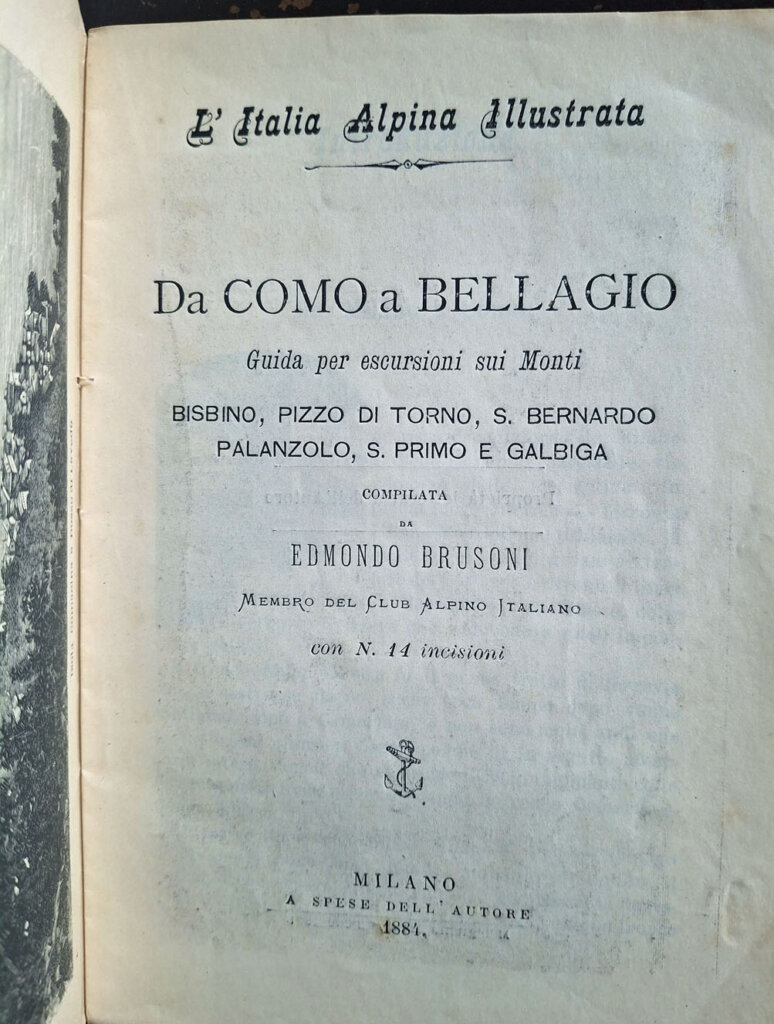 L' Italia Alpina Illustrata
Da COMO a BELLAGIO
Guida per escursioni sui Monti
BISBINO, PIZZO DI TORNO, S. BERNARDO
PALANZOLO, S. PRIMO E GALBIGA
COMPILATA
DA
EDMONDO BRUSONI
MEMBRO DEL CLUB ALPINO ITALIANO
con N. 14 incisioni
MILANO
A SPESE DELL' AUTORE
1884.